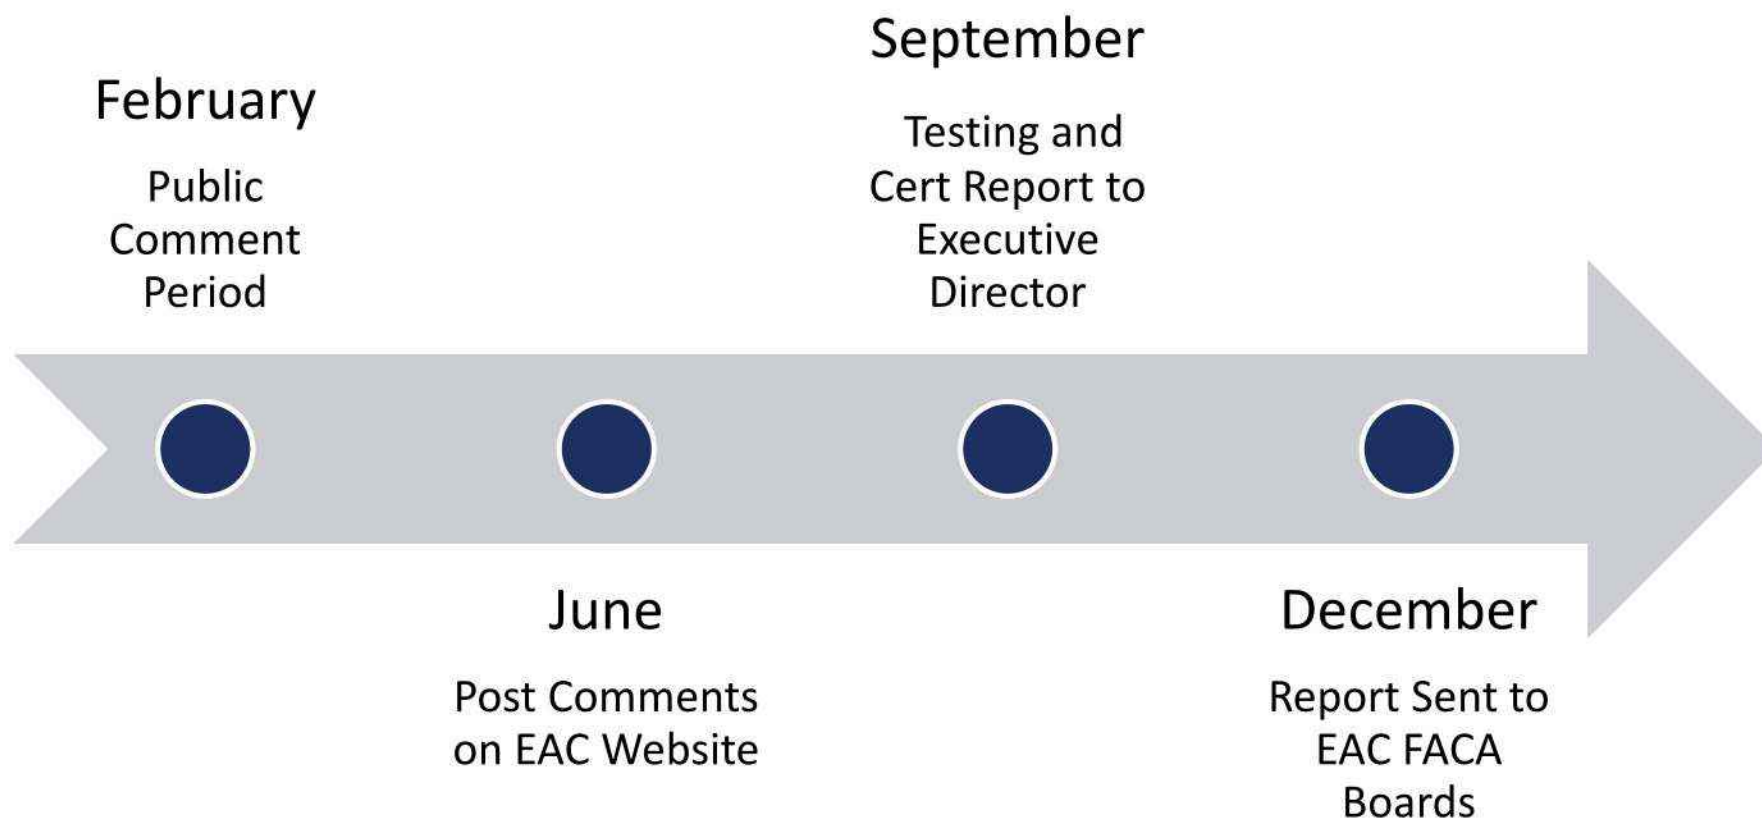 February
Public
Comment
Period
June
Post Comments
on EAC Website
September
Testing and
Cert Report to
Executive
Director
December
Report Sent to
EAC FACA
Boards